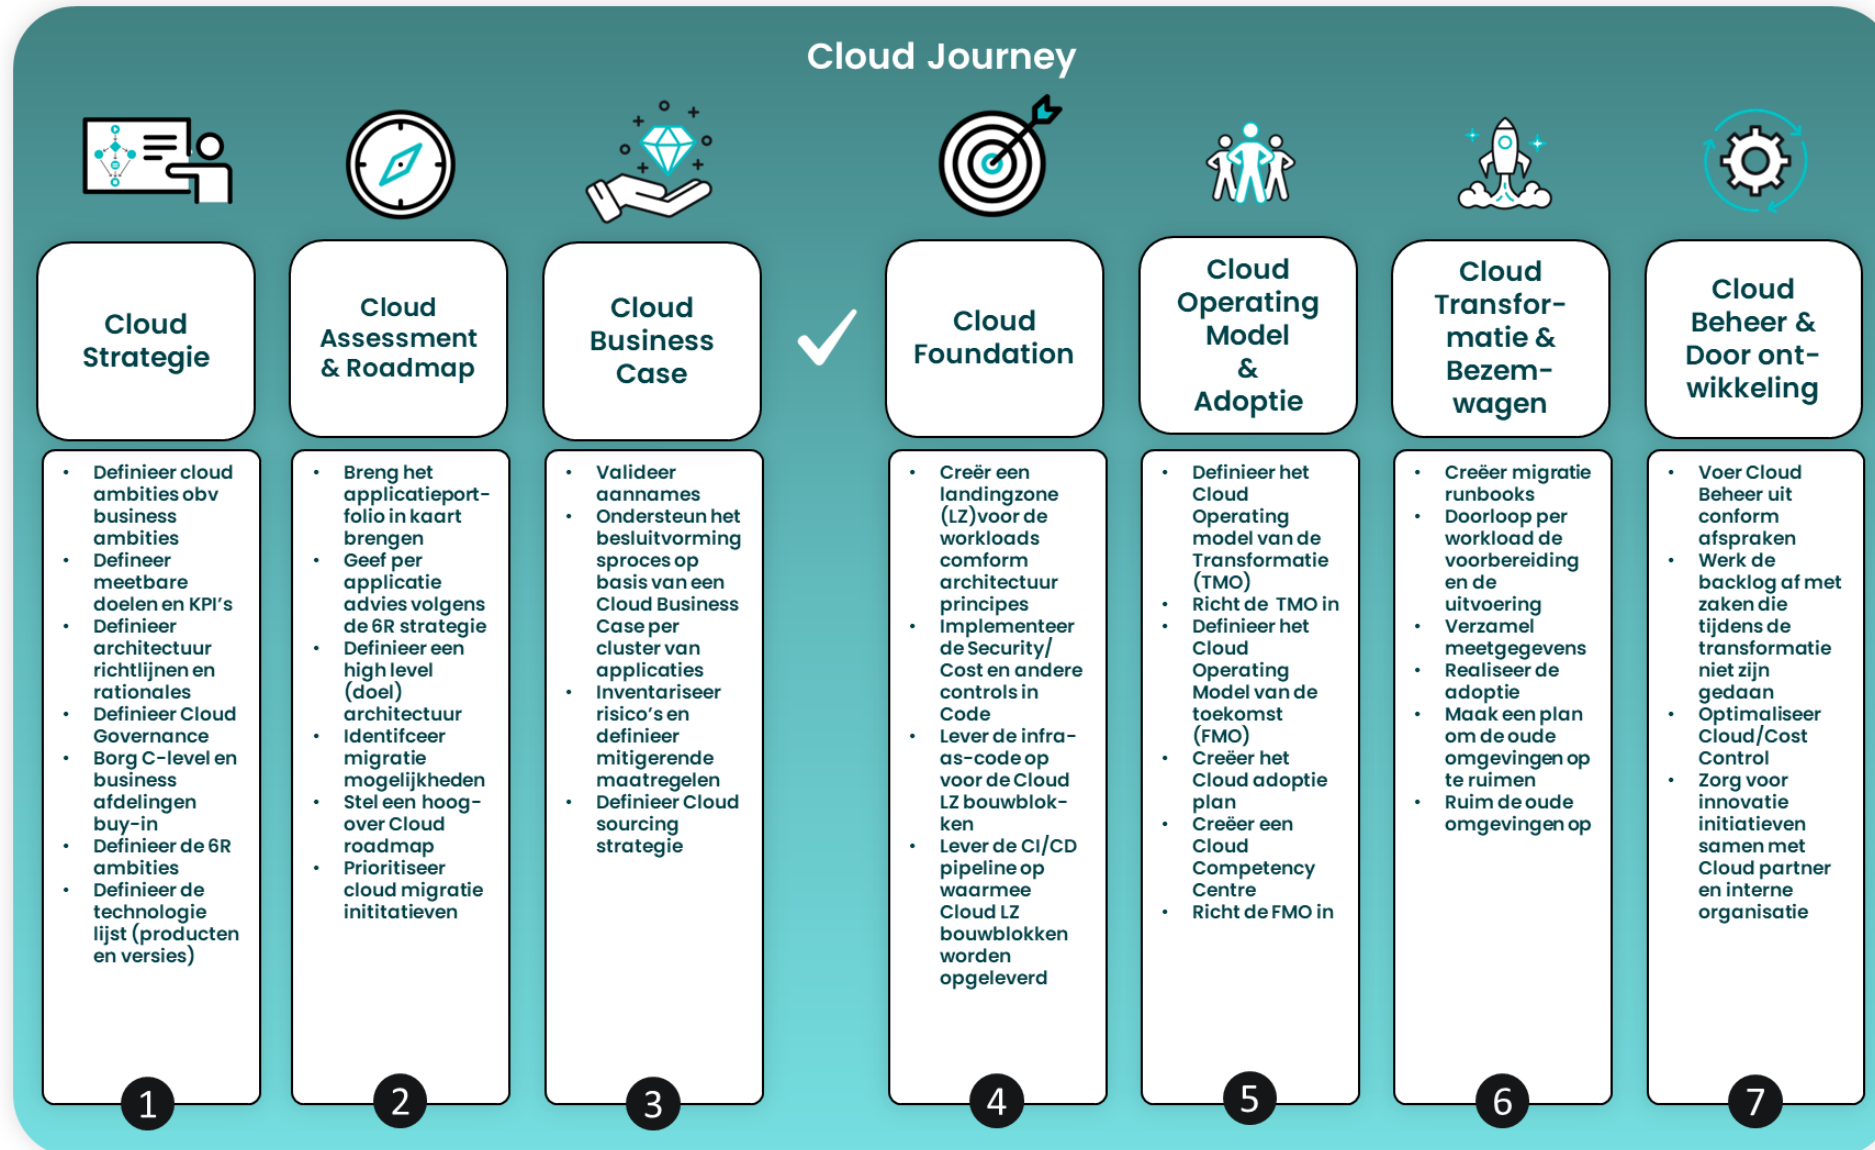 Cloud Journey
Cloud
Strategie
• Definieer cloud
ambities obv
business
ambities
• Defineer
meetbare
doelen en KPI's
• Definieer
architectuur
richtlijnen en
rationales
• Definieer Cloud
Governance
• Borg C-level en
business
afdelingen
buy-in
• Definieer de 6R
ambities
• Definieer de
technologie
lijst (producten
en versies)
1
Cloud
Assessment
& Roadmap
• Breng het
applicatieport-
folio in kaart
brengen
• Geef per
applicatie
advies volgens
de 6R strategie
• Definieer een
high level
(doel)
architectuur
• Identifceer
migratie
mogelijkheden
• Stel een hoog-
over Cloud
roadmap
• Prioritiseer
cloud migratie
inititatieven
2
Cloud
Business
Case
• Valideer
aannames
• Ondersteun het
besluitvorming
sproces op
basis van een
Cloud Business
Case per
cluster van
applicaties
• Inventariseer
risico's en
definieer
mitigerende
maatregelen
• Definieer Cloud
sourcing
strategie
3
Cloud
Foundation
• Creër een
landingzone
(LZ)voor de
workloads
comform
architectuur
principes
• Implementeer
de Security/
Cost en andere
controls in
Code
• Lever de infra-
as-code op
voor de Cloud
LZ bouwblok-
ken
• Lever de CI/CD
pipeline op
waarmee
Cloud LZ
bouwblokken
worden
opgeleverd
4
Cloud
Operating
Model
&
Adoptie
• Definieer het
Cloud
Operating
model van de
Transformatie
(TMO)
• Richt de TMO in
• Definieer het
Cloud
Operating
Model van de
toekomst
(FMO)
• Creëer het
Cloud adoptie
plan
• Creëer een
Cloud
Competency
Centre
• Richt de FMO in
5
Cloud
Transfor-
matie &
Bezem-
wagen
• Creëer migratie
runbooks
• Doorloop per
workload de
voorbereiding
en de
uitvoering
• Verzamel
meetgegevens
• Realiseer de
adoptie
• Maak een plan
om de oude
omgevingen op
te ruimen
• Ruim de oude
omgevingen op
6
Cloud
Beheer &
Door ont-
wikkeling
• Voer Cloud
Beheer uit
conform
afspraken
• Werk de
backlog af met
zaken die
tijdens de
transformatie
niet zijn
gedaan
• Optimaliseer
Cloud/Cost
Control
• Zorg voor
innovatie
initiatieven
samen met
Cloud partner
en interne
organisatie
7